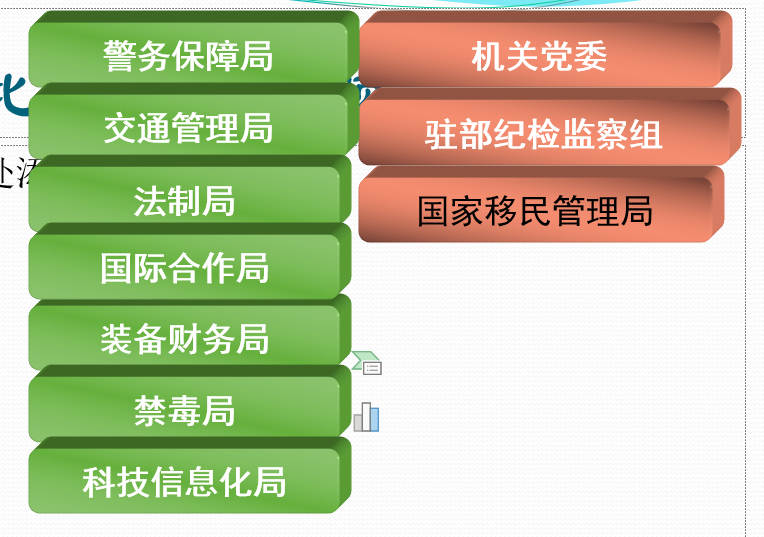 警务保障局
交通管理局
法制局
国际合作局
装备财务局
禁毒局
科技信息化局
机关党委
驻部纪检监察组
国家移民管理局